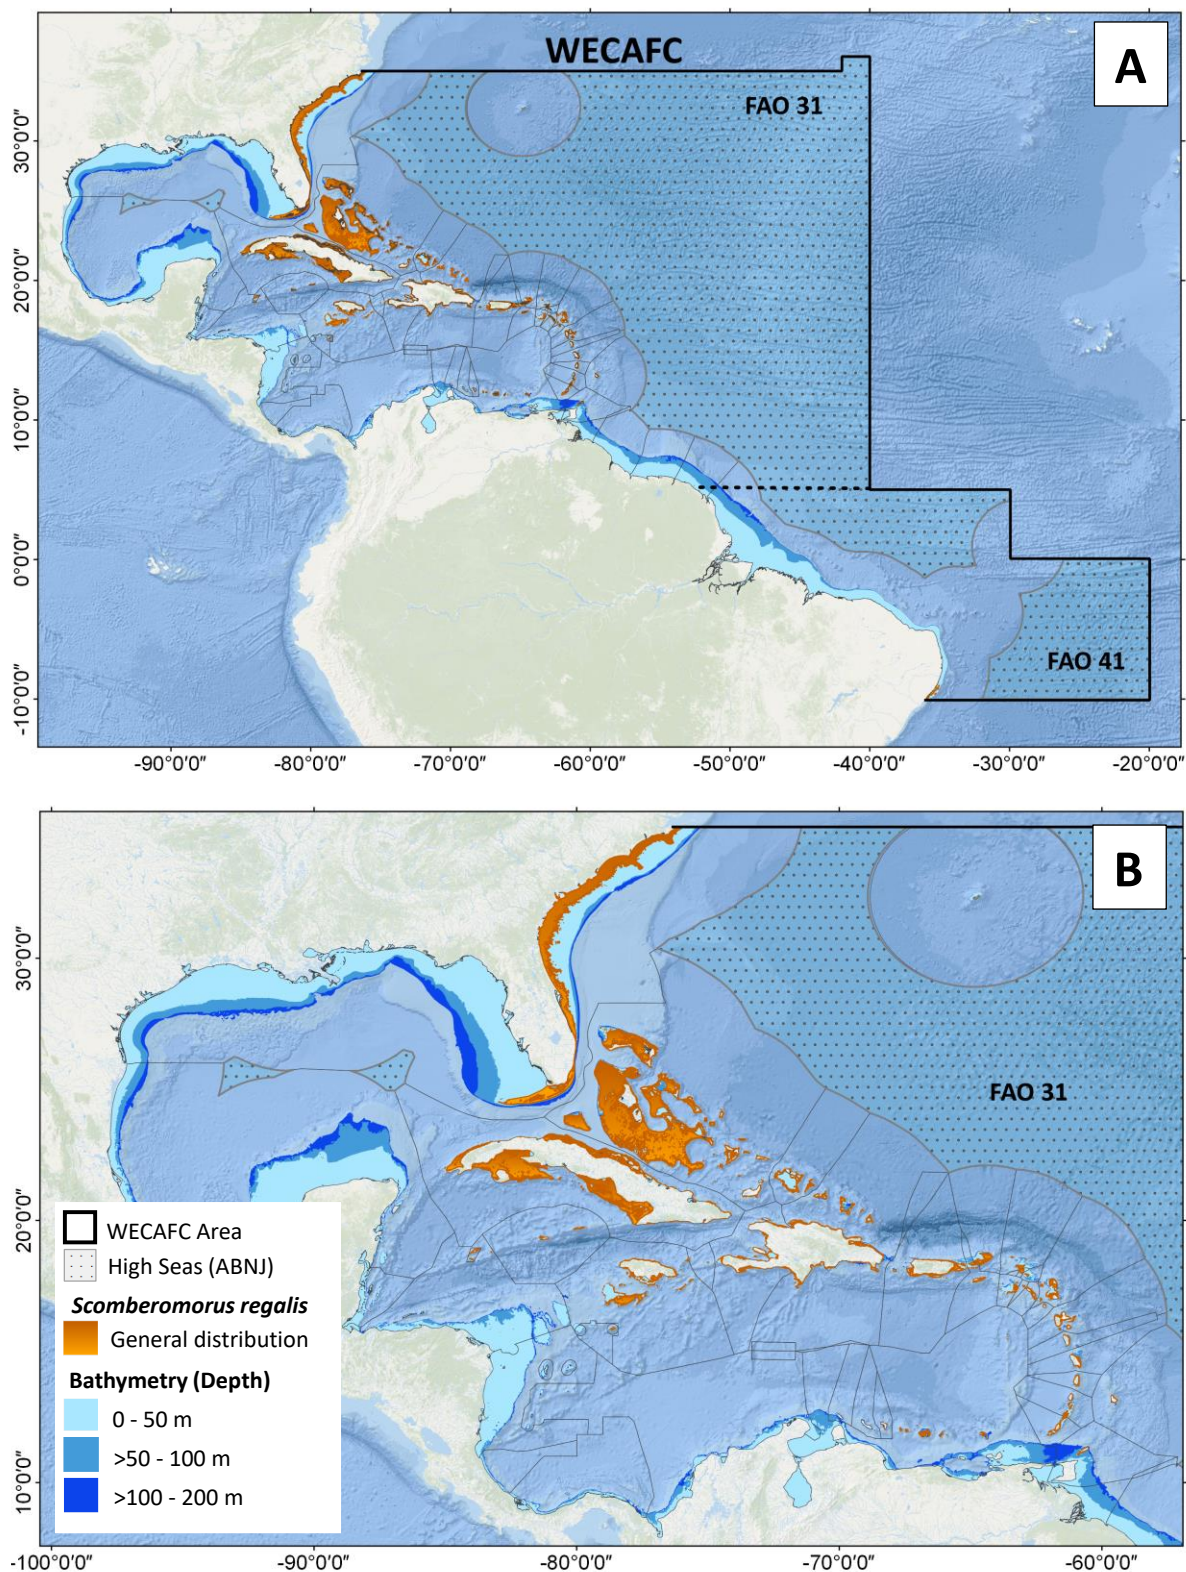 WECAFC
A
FAO 31
30°0'0"
20°0'0"
10°0'0"
0°0'0"
-10°0'0"
FAO 41
-90°0'0"
-80°0'0"
-70°0'0"
-60°0'0"
-50°0'0"
-40°0'0"
-30°0'0"
-20°0'0"
B
30°0'0"
FAO 31
20°0'0"
10°0'0"
WECAFC Area
High Seas (ABNJ)
Scomberomorus regalis
General distribution
Bathymetry (Depth)
0 - 50 m
>50 - 100 m
>100 - 200 m
-100°0'0"
-90°0'0"
-80°0'0"
-70°0'0"
-60°0'0"